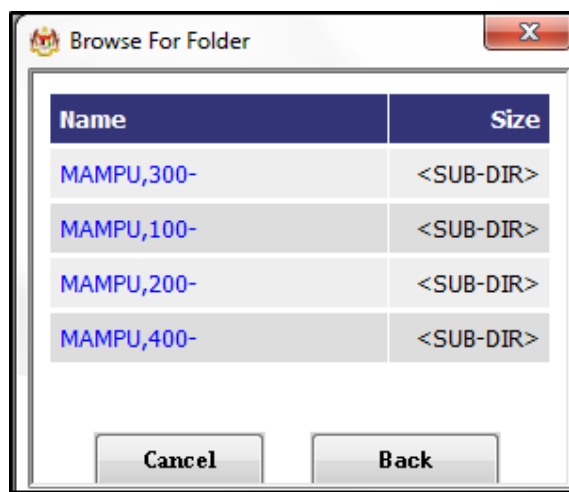 Browse For Folder
Name Size
MAMPU,300- <SUB-DIR>
MAMPU,100- <SUB-DIR>
MAMPU,200- <SUB-DIR>
MAMPU,400- <SUB-DIR>
Cancel Back